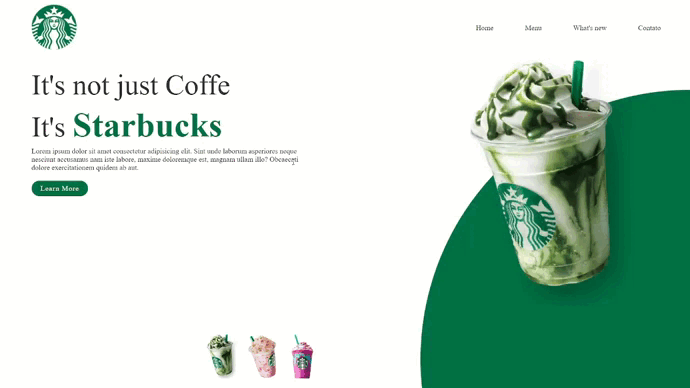 Home Menu What's new Contato
It's not just Coffe
It's Starbucks
Lorem ipsum dolor sit amet consectetur adipisicing elit. Sint unde laborum asperiores neque
nesciunt accusamus nam iste labore, maxime doloremque est, magnam ullam illo? Obcaecati
dolore exercitationem quidem ab aut.
Learn More